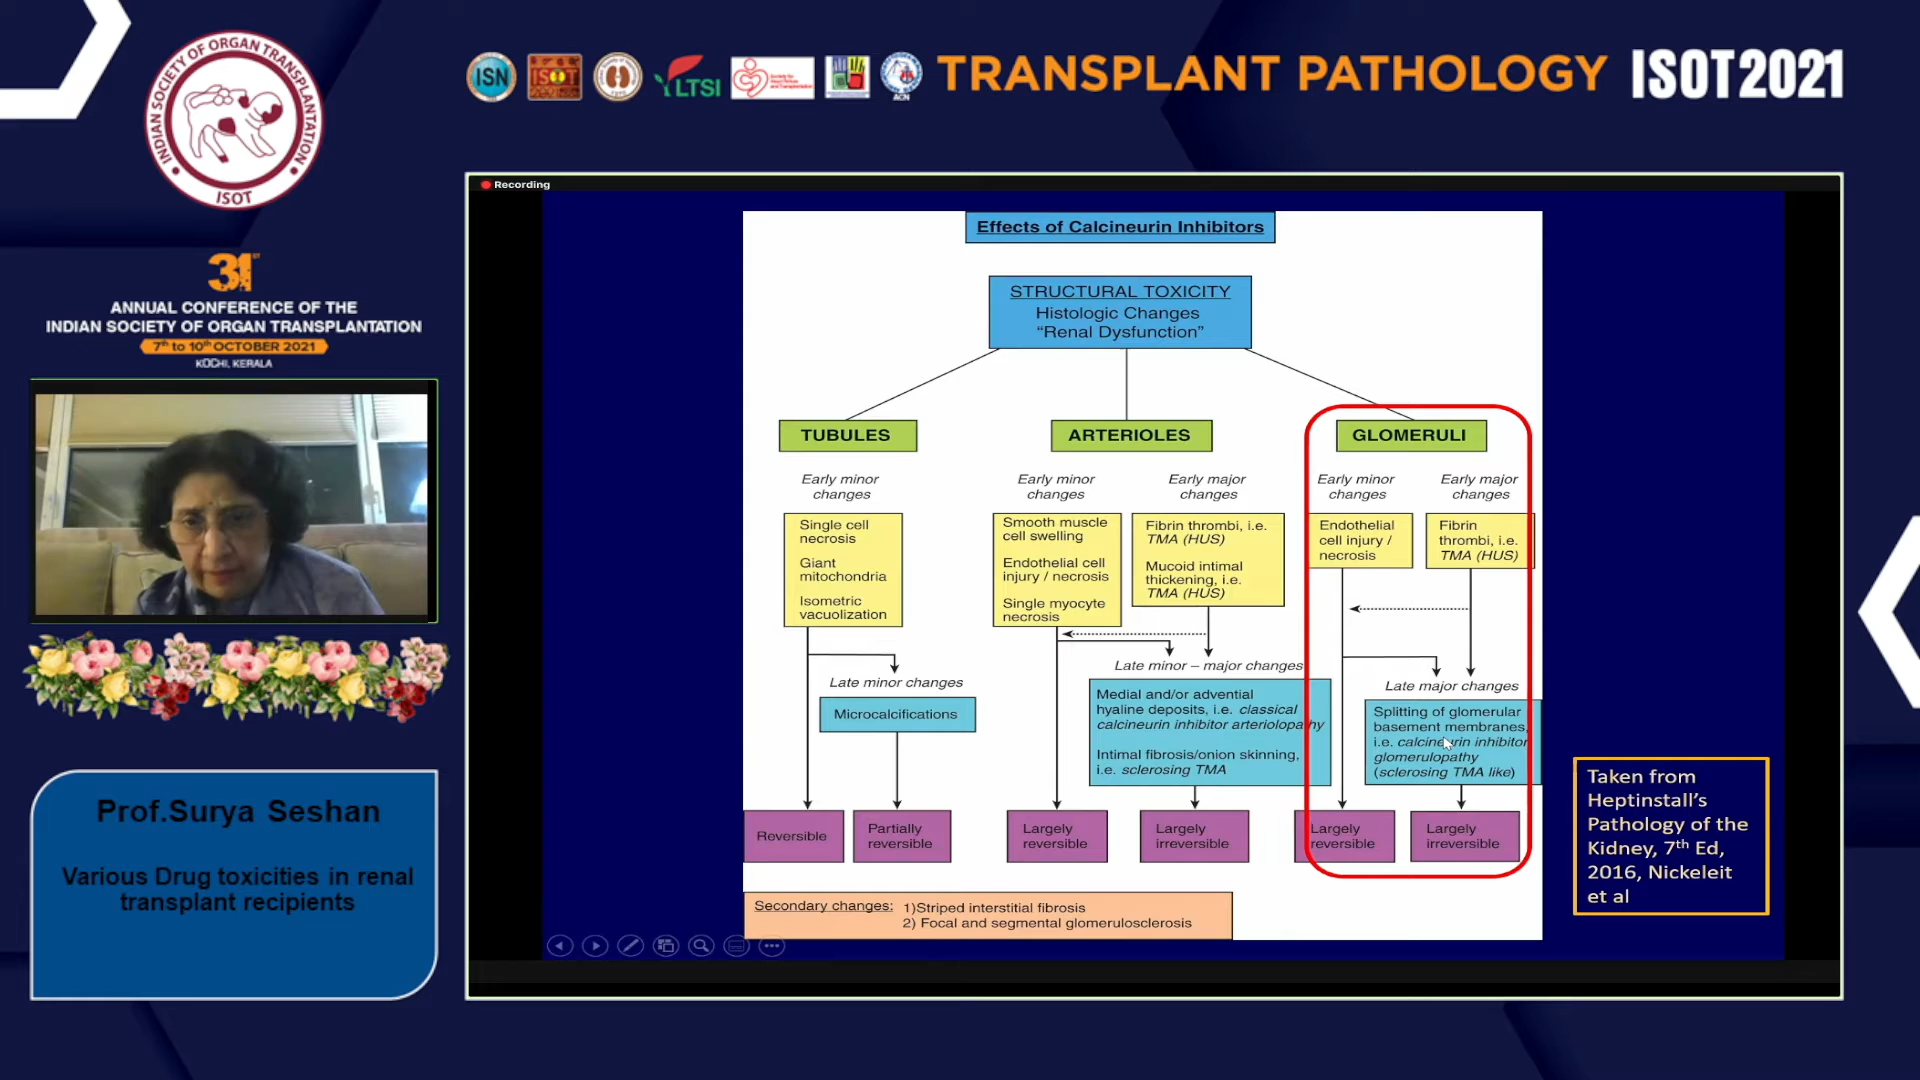 INDIAN SOCIETY OF ORGAN TRANSPLANTATION
ISOT
ISN
ISOT
LTSI
ACN
TRANSPLANT PATHOLOGY ISOT2021
31ST
ANNUAL CONFERENCE OF THE
INDIAN SOCIETY OF ORGAN TRANSPLANTATION
7th to 10th OCTOBER 2021
KOCHI, KERALA
Prof.Surya Seshan
Various Drug toxicities in renal
transplant recipients
Recording
Effects of Calcineurin Inhibitors
STRUCTURAL TOXICITY
Histologic Changes
“Renal Dysfunction”
TUBULES
Early minor
changes
Single cell
necrosis
Giant
mitochondria
Isometric
vacuolization
Late minor changes
Microcalcifications
Reversible
Partially
reversible
ARTERIOLES
Early minor
changes
Smooth muscle
cell swelling
Endothelial cell
injury / necrosis
Single myocyte
necrosis
Early major
changes
Fibrin thrombi, i.e.
TMA (HUS)
Mucoid intimal
thickening, i.e.
TMA (HUS)
Late minor – major changes
Medial and/or advential
hyaline deposits, i.e. classical
calcineurin inhibitor arteriolopathy
Intimal fibrosis/onion skinning,
i.e. sclerosing TMA
Largely
reversible
Largely
irreversible
GLOMERULI
Early minor
changes
Endothelial
cell injury /
necrosis
Early major
changes
Fibrin
thrombi, i.e.
TMA (HUS)
Late major changes
Splitting of glomerular
basement membranes,
i.e. calcineurin inhibitor
glomerulopathy
(sclerosing TMA like)
Largely
reversible
Largely
irreversible
Secondary changes: 1)Striped interstitial fibrosis
2) Focal and segmental glomerulosclerosis
Taken from
Heptinstall’s
Pathology of the
Kidney, 7th Ed,
2016, Nickeleit
et al